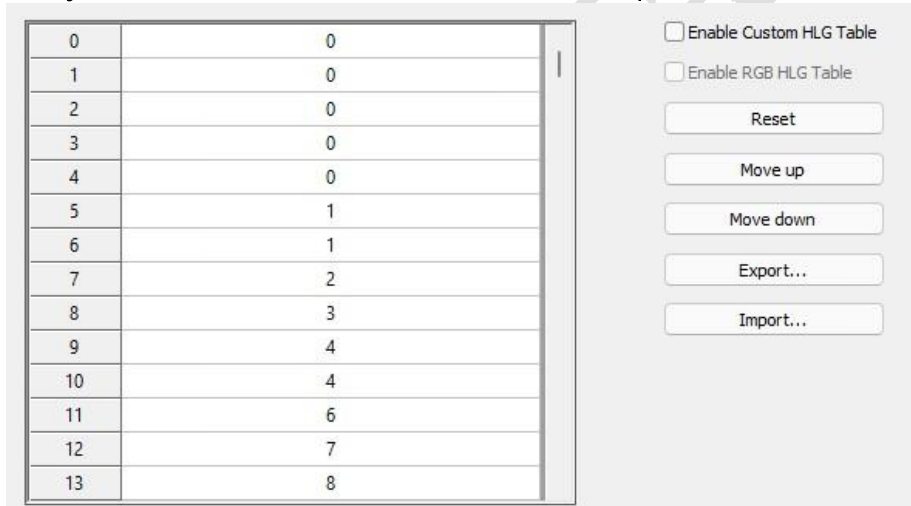 0 0
1 0
2 0
3 0
4 0
5 1
6 1
7 2
8 3
9 4
10 4
11 6
12 7
13 8
Enable Custom HLG Table
Enable RGB HLG Table
Reset
Move up
Move down
Export...
Import...